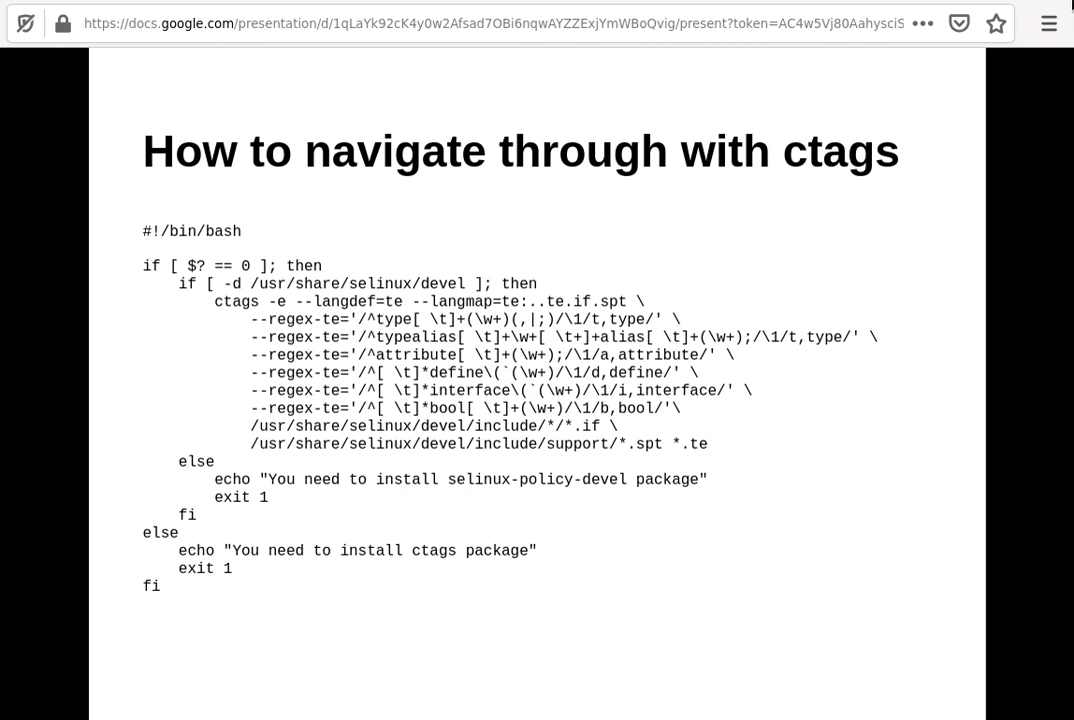 https://docs.google.com/presentation/d/1qLaYk92cK4y0w2Afsad7OBi6nqwAYZZExjYmWBoQvig/present?token=AC4w5Vj80AahysciS
How to navigate through with ctags
#!/bin/bash
if [ $? == 0 ]; then
    if [ -d /usr/share/selinux/devel ]; then
        ctags -e --langdef=te --langmap=te:..te.if.spt \
            --regex-te='/^type[ \t]+(\w+)(,|;)/\1/t,type/' \
            --regex-te='/^typealias[ \t]+\w+[ \t+]+alias[ \t]+(\w+);/\1/t,type/' \
            --regex-te='/^attribute[ \t]+(\w+);/\1/a,attribute/' \
            --regex-te='/^[ \t]*define\(`(\w+)/\1/d,define/' \
            --regex-te='/^[ \t]*interface\(`(\w+)/\1/i,interface/' \
            --regex-te='/^[ \t]*bool[ \t]+(\w+)/\1/b,bool/'\
            /usr/share/selinux/devel/include/*/*.if \
            /usr/share/selinux/devel/include/support/*.spt *.te
    else
        echo "You need to install selinux-policy-devel package"
        exit 1
    fi
else
    echo "You need to install ctags package"
    exit 1
fi